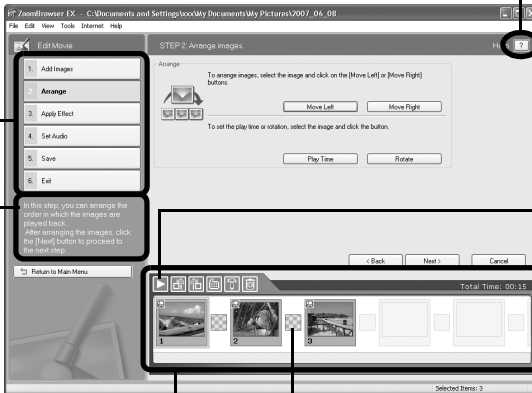 ZoomBrowser EX - C:\Documents and Settings\xxx\My Documents\My Pictures\2007_06_08
File Edit View Tools Internet Help
Edit Movie
STEP 2: Arrange images.
?
1. Add Images
2. Arrange
3. Apply Effect
4. Set Audio
5. Save
6. Exit
In this step, you can arrange the
order in which the images are
played back.
After arranging the images, click
the [Next] button to proceed to
the next step.
Return to Main Menu
Arrange
To arrange images, select the image and click on the [Move Left] or [Move Right]
buttons.
Move Left Move Right
To set the play time or rotation, select the image and click the button.
Play Time Rotate
< Back Next > Cancel
Total Time: 00:15
1 2 3
Selected Items: 3